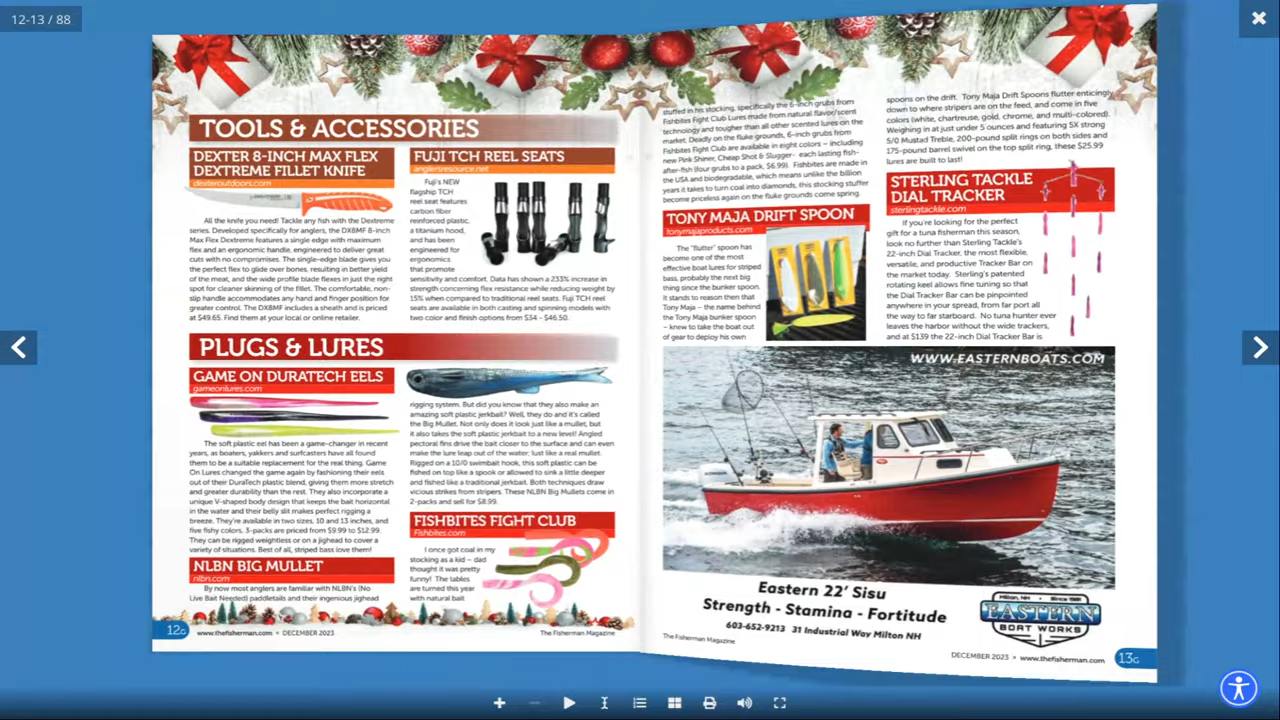 12-13 / 88
TOOLS & ACCESSORIES
DEXTER 8-INCH MAX FLEX
DEXTREME FILLET KNIFE
dexteroutdoors.com
All the knife you need! Tackle any fish with the Dextreme
series. Developed specifically for anglers, the DX8MF 8-inch
Max Flex Dextreme features a single edge with maximum
flex and an ergonomic handle, engineered to deliver great
cuts with no compromises. The single-edge blade gives you
the perfect flex to glide over bones, resulting in better yield
of the meat, and the wide profile blade flexes in just the right
spot for cleaner skinning of the fillet. The comfortable, non-
slip handle accommodates any hand and finger position for
greater control. The DX8MF includes a sheath and is priced
at $49.65. Find them at your local or online retailer.
FUJI TCH REEL SEATS
anglersresource.net
Fuji's NEW
flagship TCH
reel seat features
carbon fiber
reinforced plastic,
a titanium hood,
and has been
engineered for
ergonomics
that promote
sensitivity and comfort. Data has shown a 233% increase in
strength concerning flex resistance while reducing weight by
15% when compared to traditional reel seats. Fuji TCH reel
seats are available in both casting and spinning models with
two color and finish options from $34 - $46.50.
PLUGS & LURES
GAME ON DURATECH EELS
gameonlures.com
The soft plastic eel has been a game-changer in recent
years, as boaters, yakkers and surfcasters have all found
them to be a suitable replacement for the real thing. Game
On Lures changed the game again by fashioning their eels
out of their DuraTech plastic blend, giving them more stretch
and greater durability than the rest. They also incorporate a
unique V-shaped body design that keeps the bait horizontal
in the water and their belly slit makes perfect rigging a
breeze. They're available in two sizes, 10 and 13 inches, and
five fishy colors, 3-packs are priced from $9.99 to $12.99.
They can be rigged weightless or on a jighead to cover a
variety of situations. Best of all, striped bass love them!
NLBN BIG MULLET
nlbn.com
By now most anglers are familiar with NLBN's (No
Live Bait Needed) paddletails and their ingenious jighead
rigging system. But did you know that they also make an
amazing soft plastic jerkbait? Well, they do and it's called
the Big Mullet. Not only does it look just like a mullet, but
it also takes the soft plastic jerkbait to a new level! Angled
pectoral fins drive the bait closer to the surface and can even
make the lure leap out of the water; just like a real mullet.
Rigged on a 10/0 swimbait hook, this soft plastic can be
fished on top like a spook or allowed to sink a little deeper
and fished like a traditional jerkbait. Both techniques draw
vicious strikes from stripers. These NLBN Big Mullets come in
2-packs and sell for $8.99.
FISHBITES FIGHT CLUB
Fishbites.com
I once got coal in my
stocking as a kid – dad
thought it was pretty
funny! The tables
are turned this year
with natural bait
12G
www.thefisherman.com • DECEMBER 2023
The Fisherman Magazine
stuffed in his stocking, specifically the 6-inch grubs from
Fishbites Fight Club Lures made from natural flavor/scent
technology and tougher than all other scented lures on the
market. Deadly on the fluke grounds, 6-inch grubs from
Fishbites Fight Club are available in eight colors – including
new Pink Shiner, Cheap Shot & Slugger- each lasting fish-
after-fish (four grubs to a pack, $6.99). Fishbites are made in
the USA and biodegradable, which means unlike the billion
years it takes to turn coal into diamonds, this stocking stuffer
become priceless again on the fluke grounds come spring.
TONY MAJA DRIFT SPOON
tonymajaproducts.com
The "flutter" spoon has
become one of the most
effective boat lures for striped
bass, probably the next big
thing since the bunker spoon.
It stands to reason then that
Tony Maja – the name behind
the Tony Maja bunker spoon
– knew to take the boat out
of gear to deploy his own
spoons on the drift. Tony Maja Drift Spoons flutter enticingly
down to where stripers are on the feed, and come in five
colors (white, chartreuse, gold, chrome, and multi-colored).
Weighing in at just under 5 ounces and featuring 5X strong
5/0 Mustad Treble, 200-pound split rings on both sides and
175-pound barrel swivel on the top split ring, these $25.99
lures are built to last!
STERLING TACKLE
DIAL TRACKER
sterlingtackle.com
If you're looking for the perfect
gift for a tuna fisherman this season,
look no further than Sterling Tackle's
22-inch Dial Tracker, the most flexible,
versatile, and productive Tracker Bar on
the market today. Sterling's patented
rotating keel allows fine tuning so that
the Dial Tracker Bar can be pinpointed
anywhere in your spread, from far port all
the way to far starboard. No tuna hunter ever
leaves the harbor without the wide trackers,
and at $139 the 22-inch Dial Tracker Bar is
WWW.EASTERNBOATS.COM
Eastern 22' Sisu
Strength - Stamina - Fortitude
603-652-9213 31 Industrial Way Milton NH
Milton, NH • Since 1981
EASTERN
BOAT WORKS
The Fisherman Magazine
DECEMBER 2023 • www.thefisherman.com
13G